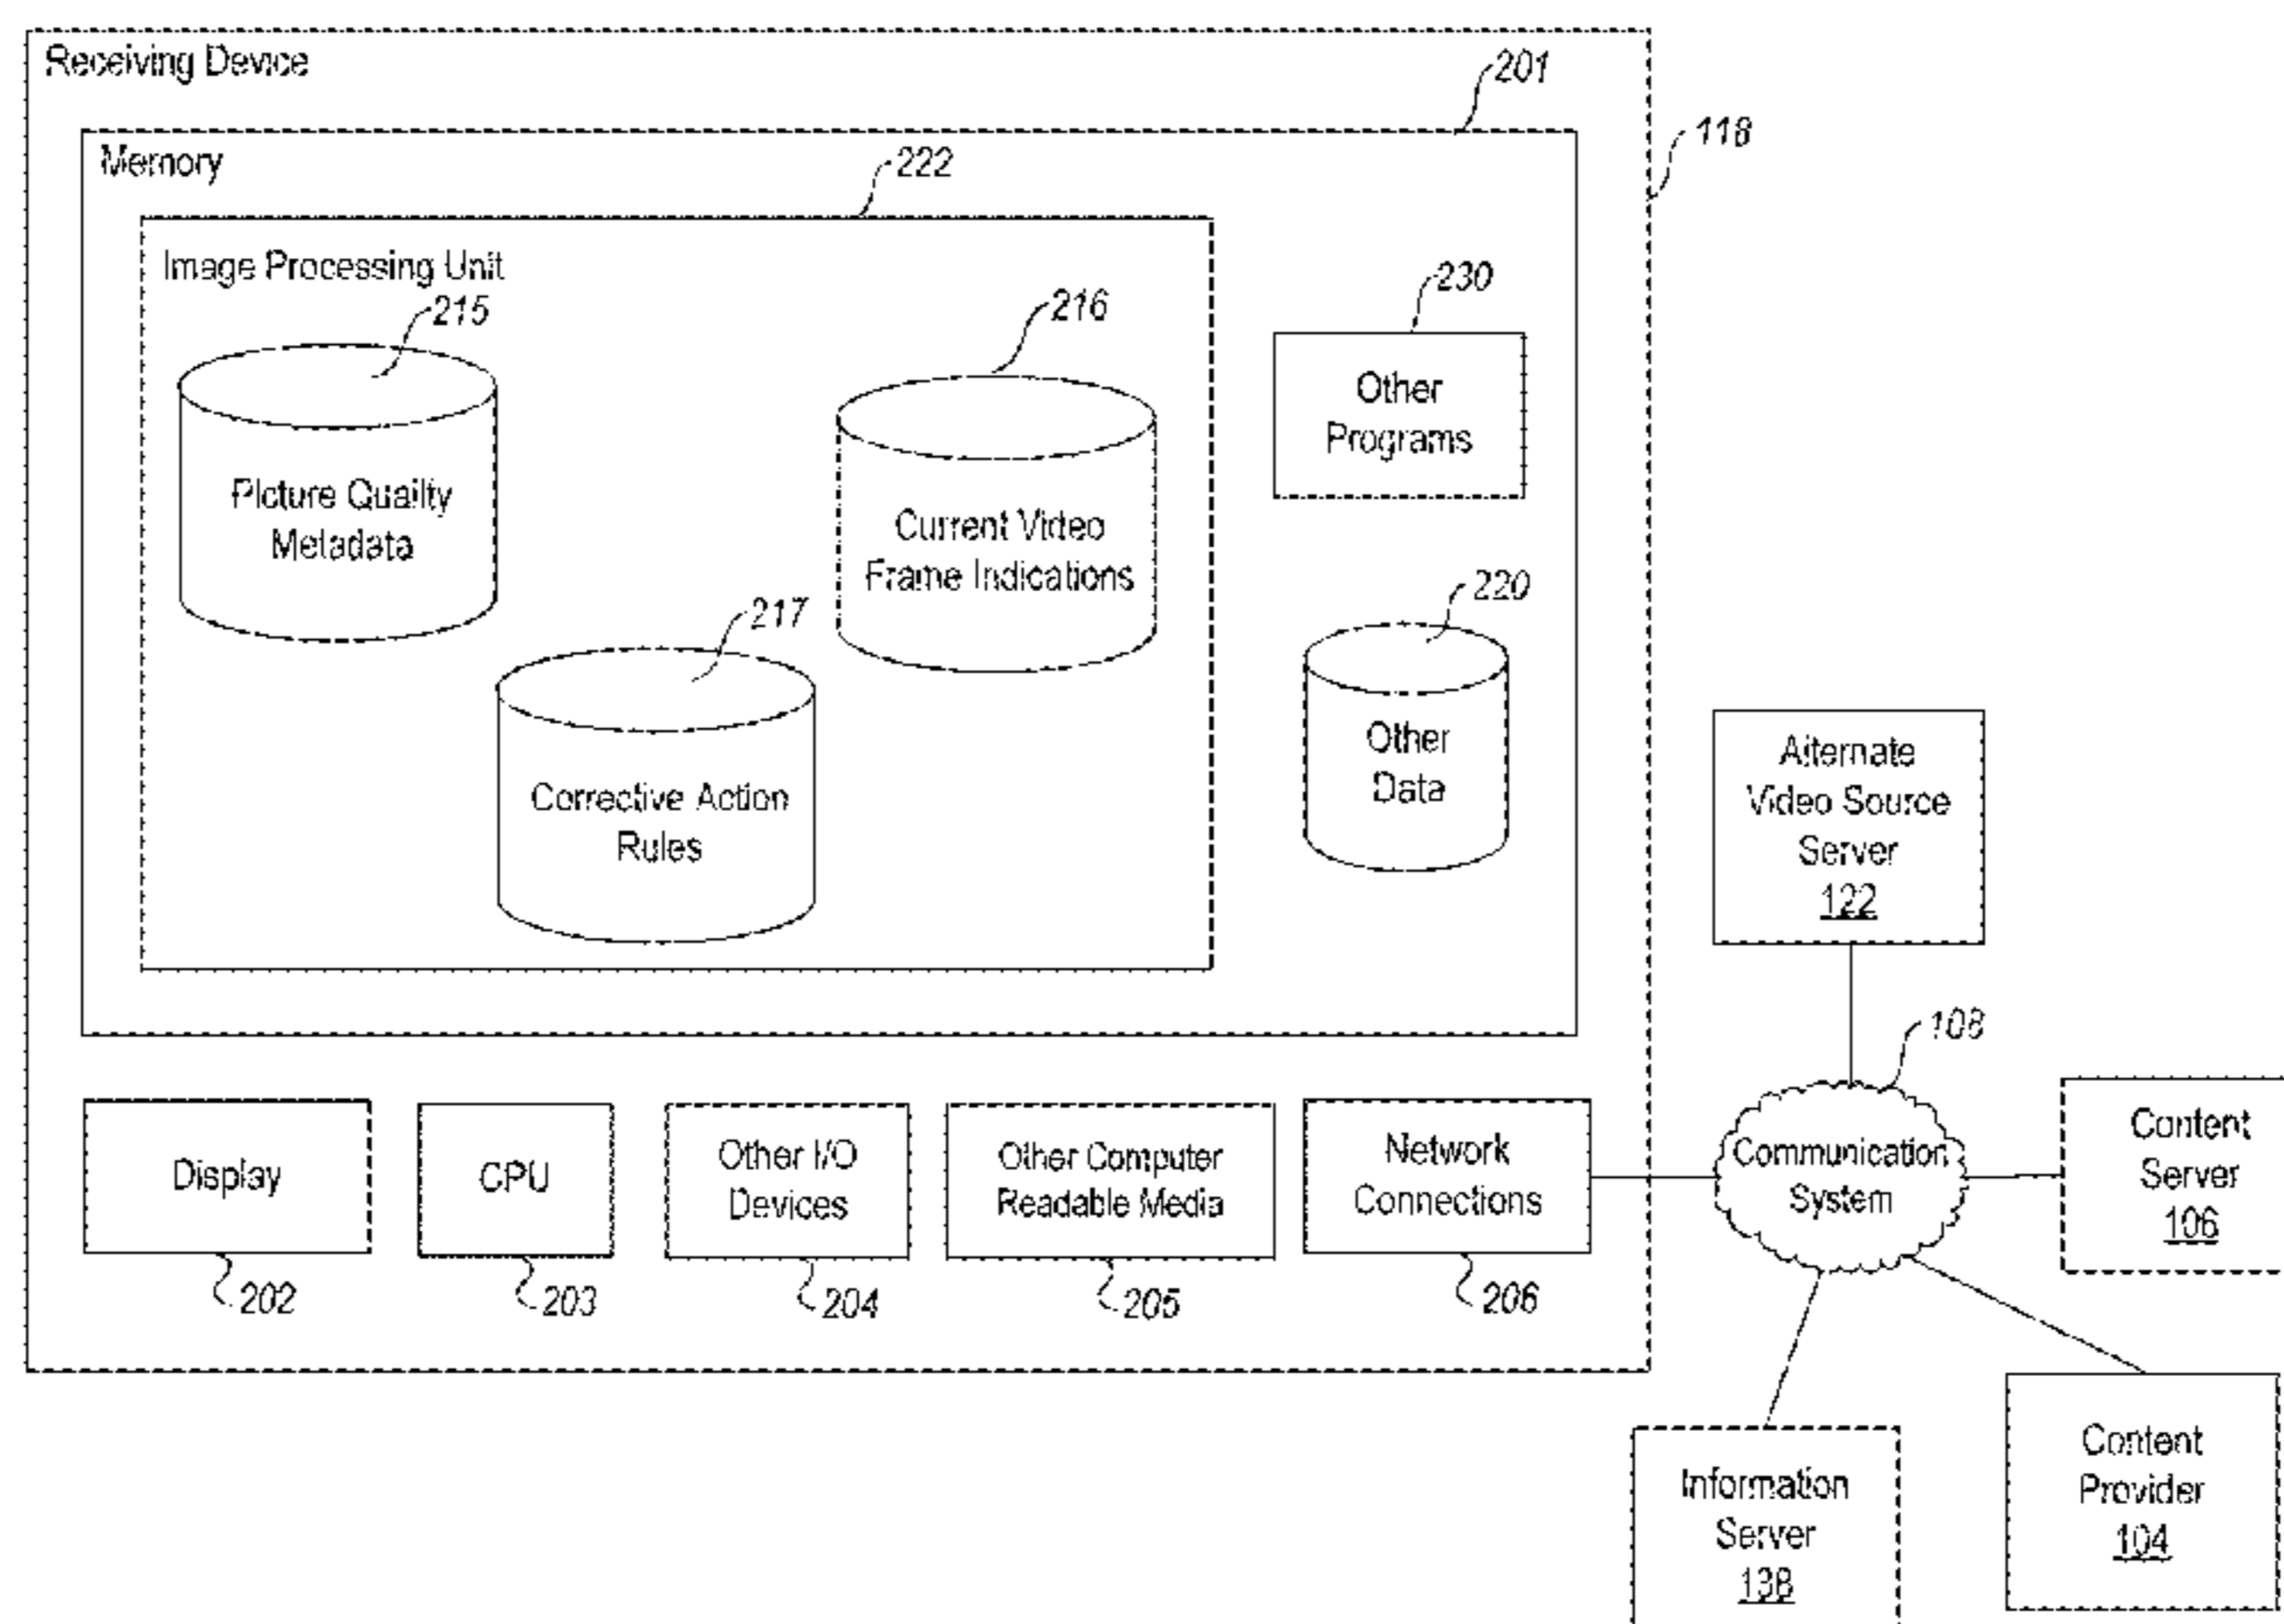 Receiving Device
201
118
Memory
222
Image Processing Unit
215
216
230
Other
Programs
Picture Quality
Metadata
Current Video
Frame Indications
217
220
Other
Data
Corrective Action
Rules
Alternate
Video Source
Server
122
108
Display
CPU
Other I/O
Devices
Other Computer
Readable Media
Network
Connections
Communication
System
Content
Server
106
202
203
204
205
206
Information
Server
138
Content
Provider
104